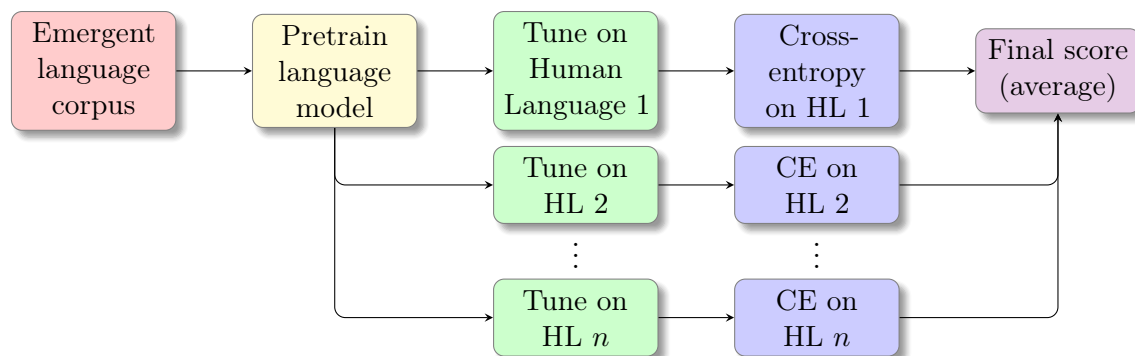 Emergent
language
corpus
Pretrain
language
model
Tune on
Human
Language 1
Cross-
entropy
on HL 1
Final score
(average)
Tune on
HL 2
CE on
HL 2
⋮
⋮
Tune on
HL n
CE on
HL n